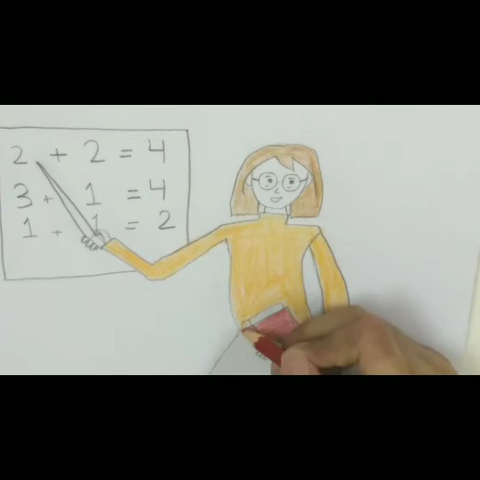 2 + 2 = 4
3 + 1 = 4
1 + 1 = 2